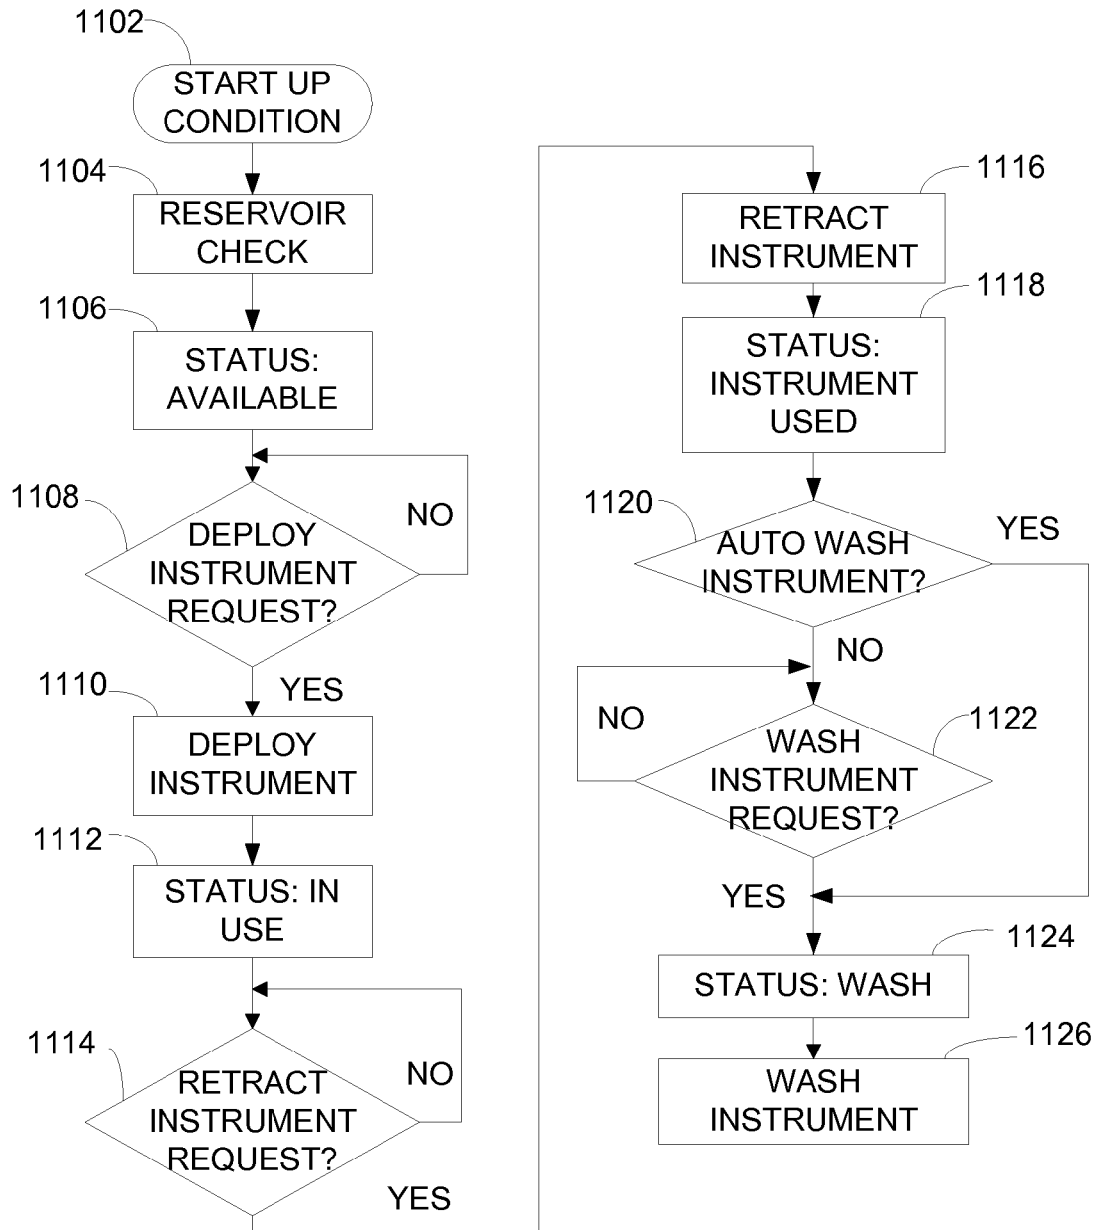 1102
START UP
CONDITION
1104
RESERVOIR
CHECK
1106
STATUS:
AVAILABLE
1108
DEPLOY
INSTRUMENT
REQUEST?
NO
YES
1110
DEPLOY
INSTRUMENT
1112
STATUS: IN
USE
1114
RETRACT
INSTRUMENT
REQUEST?
NO
YES
1116
RETRACT
INSTRUMENT
1118
STATUS:
INSTRUMENT
USED
1120
AUTO WASH
INSTRUMENT?
YES
NO
1122
WASH
INSTRUMENT
REQUEST?
NO
YES
1124
STATUS: WASH
1126
WASH
INSTRUMENT